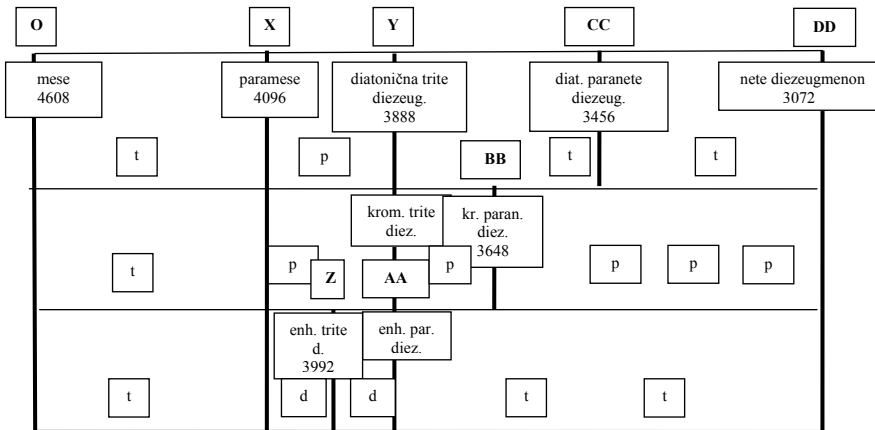 O X Y CC DD
mese
4608
paramese
4096
diatonična trite
diezeug.
3888
diat. paranete
diezeug.
3456
nete diezeugmenon
3072
t p BB t t
krom. trite
diez.
kr. paran.
diez.
3648
t p p p p p
Z AA
enh. trite
d.
3992
enh. par.
diez.
t d d t t